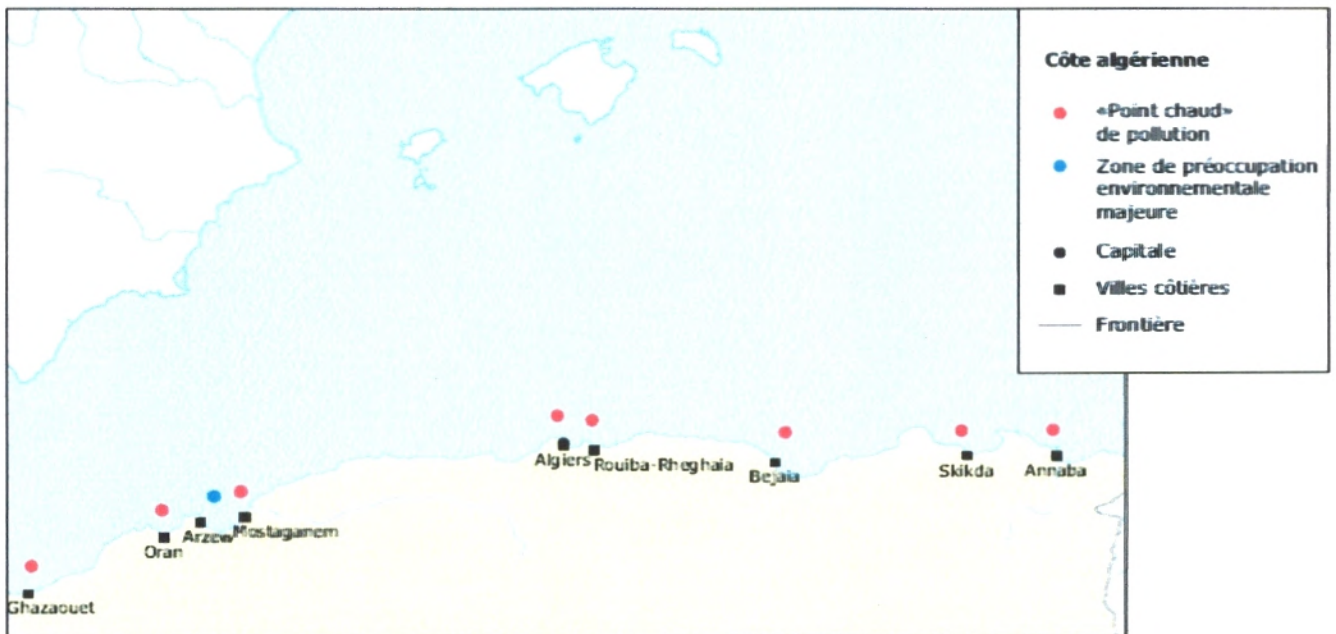 Côte algérienne
«Point chaud»
de pollution
Zone de préoccupation
environnementale
majeure
Capitale
Villes côtières
Frontière
Algiers
Rouiba-Rheghaia
Bejaia
Skikda
Annaba
Oran
Arzew
Mostaganem
Ghazaouet